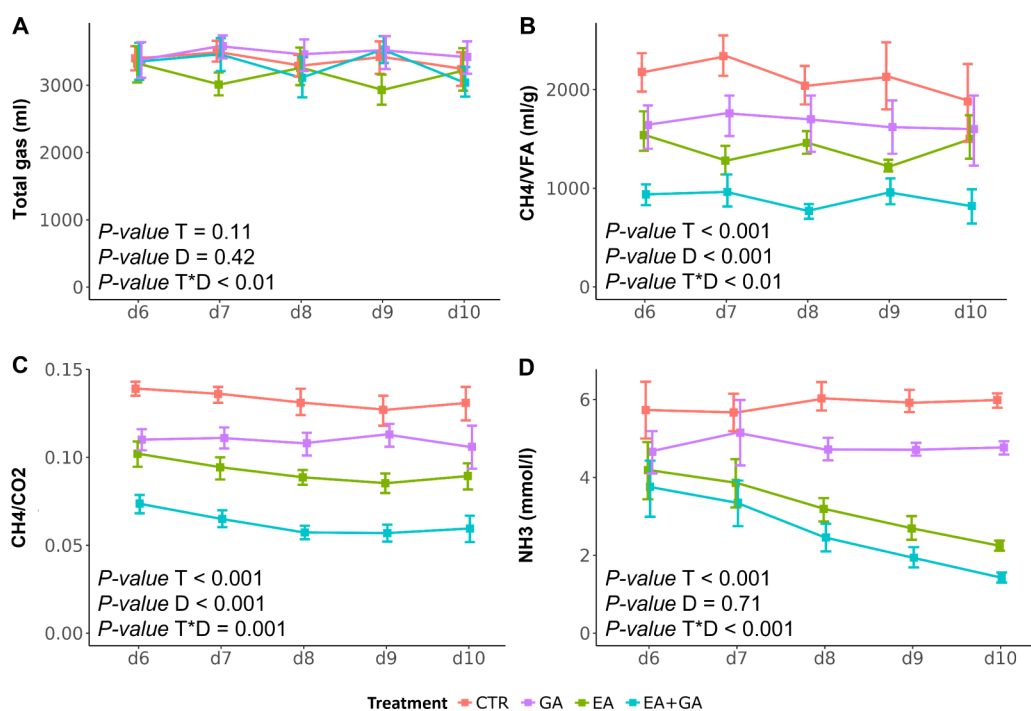 A
Total gas (ml)
3000
3000
0
P-value T = 0.11
P-value D = 0.42
P-value T*D < 0.01
d6 d7 d8 d9 d10
B
CH4/VFA (ml/g)
2000
1000
0
P-value T < 0.001
P-value D < 0.001
P-value T*D < 0.01
d6 d7 d8 d9 d10
C
CH4/CO2
0.15
0.10
0.05
0.00
P-value T < 0.001
P-value D < 0.001
P-value T*D = 0.001
d6 d7 d8 d9 d10
D
NH3 (mmol/l)
6
4
2
0
P-value T < 0.001
P-value D = 0.71
P-value T*D < 0.001
d6 d7 d8 d9 d10
Treatment CTR GA EA EA+GA